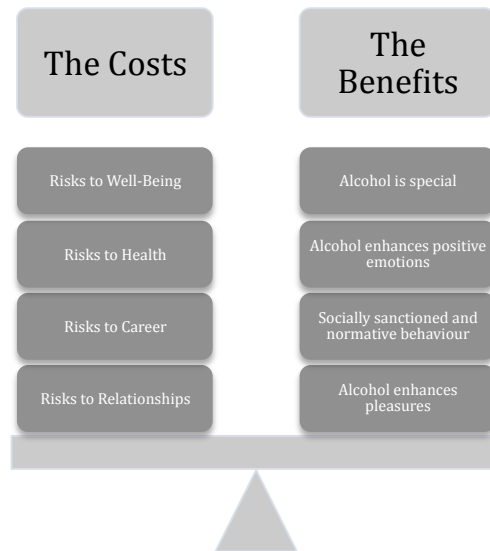 The Costs
The
Benefits
Risks to Well-Being
Alcohol is special
Risks to Health
Alcohol enhances positive
emotions
Risks to Career
Socially sanctioned and
normative behaviour
Risks to Relationships
Alcohol enhances
pleasures